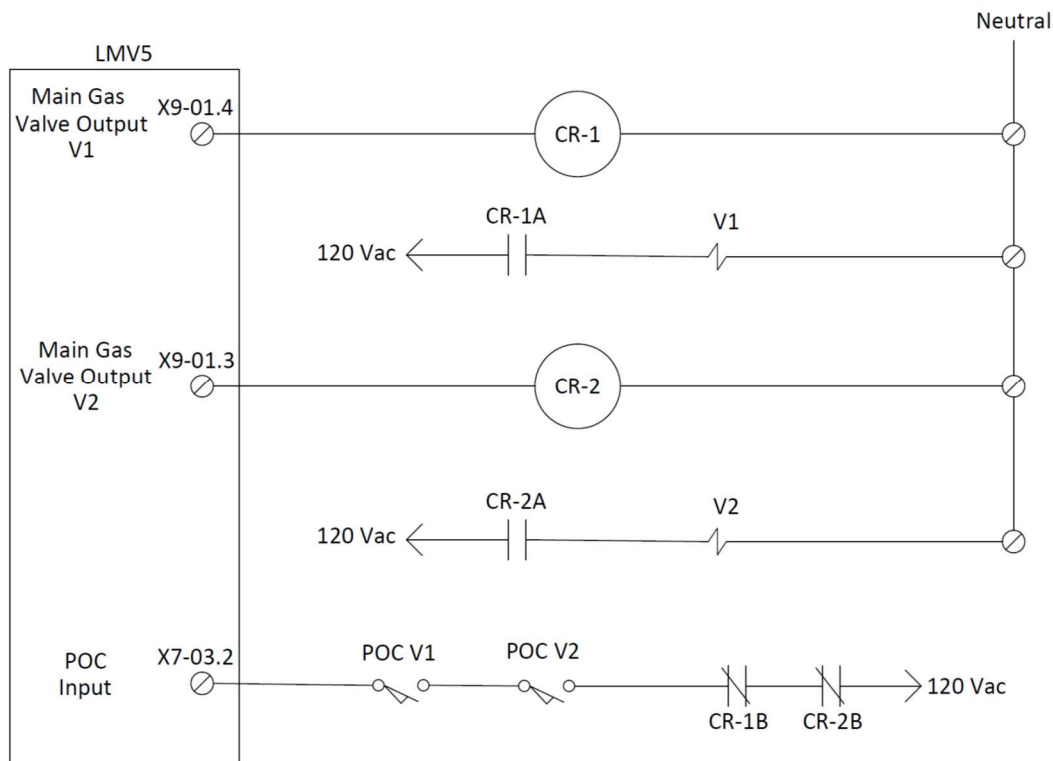 Neutral
LMV5
Main Gas
Valve Output
V1
X9-01.4
CR-1
CR-1A
V1
120 Vac
Main Gas
Valve Output
V2
X9-01.3
CR-2
CR-2A
V2
120 Vac
POC
Input
X7-03.2
POC V1
POC V2
CR-1B
CR-2B
120 Vac